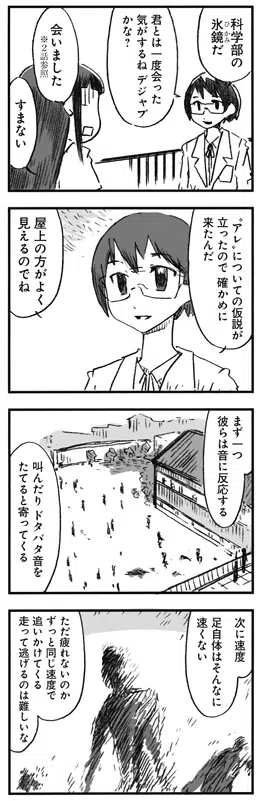 科学部の
氷鏡だ
ひかみ
君とは一度会った
気がするね デジャブ
かな?
会いました
※2話参照
すまない
“アレ”についての仮説が
立ったので 確かめに
来たんだ
屋上の方がよく
見えるのでね
まず一つ
彼らは音に反応する
叫んだり ドタバタ音を
たてると寄ってくる
次に速度
足自体はそんなに
速くない
ただ疲れないのか
ずっと同じ速度で
追いかけてくる
走って逃げるのは難しいな